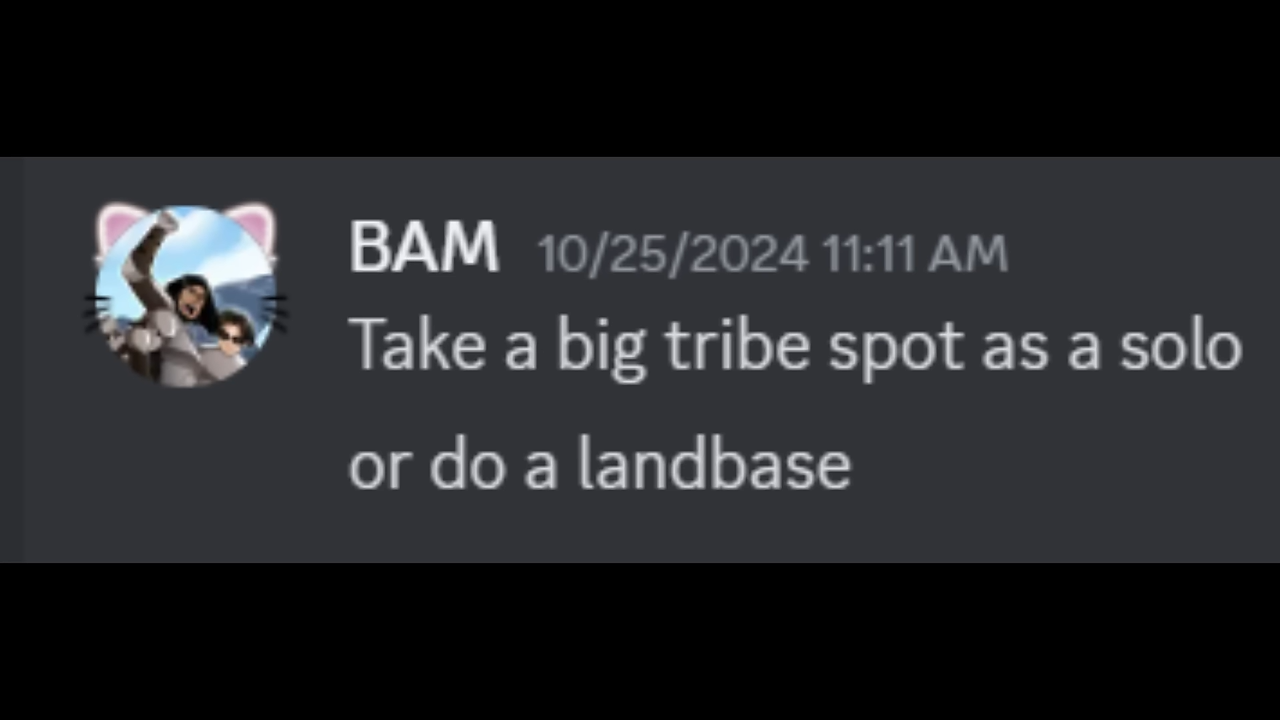 BAM 10/25/2024 11:11 AM
Take a big tribe spot as a solo
or do a landbase